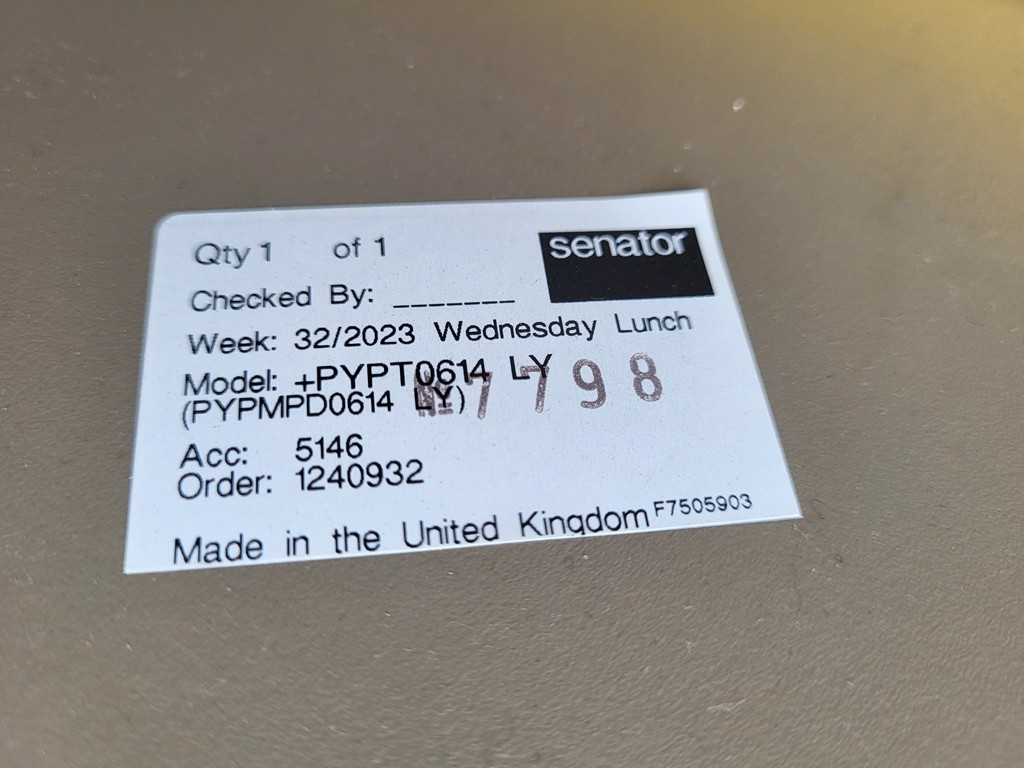 Qty 1 of 1
senator
Checked By: _______
Week: 32/2023 Wednesday Lunch
Model: +PYPT0614 LY
(PYPMPD0614 LY)
№ 7798
Acc: 5146
Order: 1240932
Made in the United Kingdom F7505903